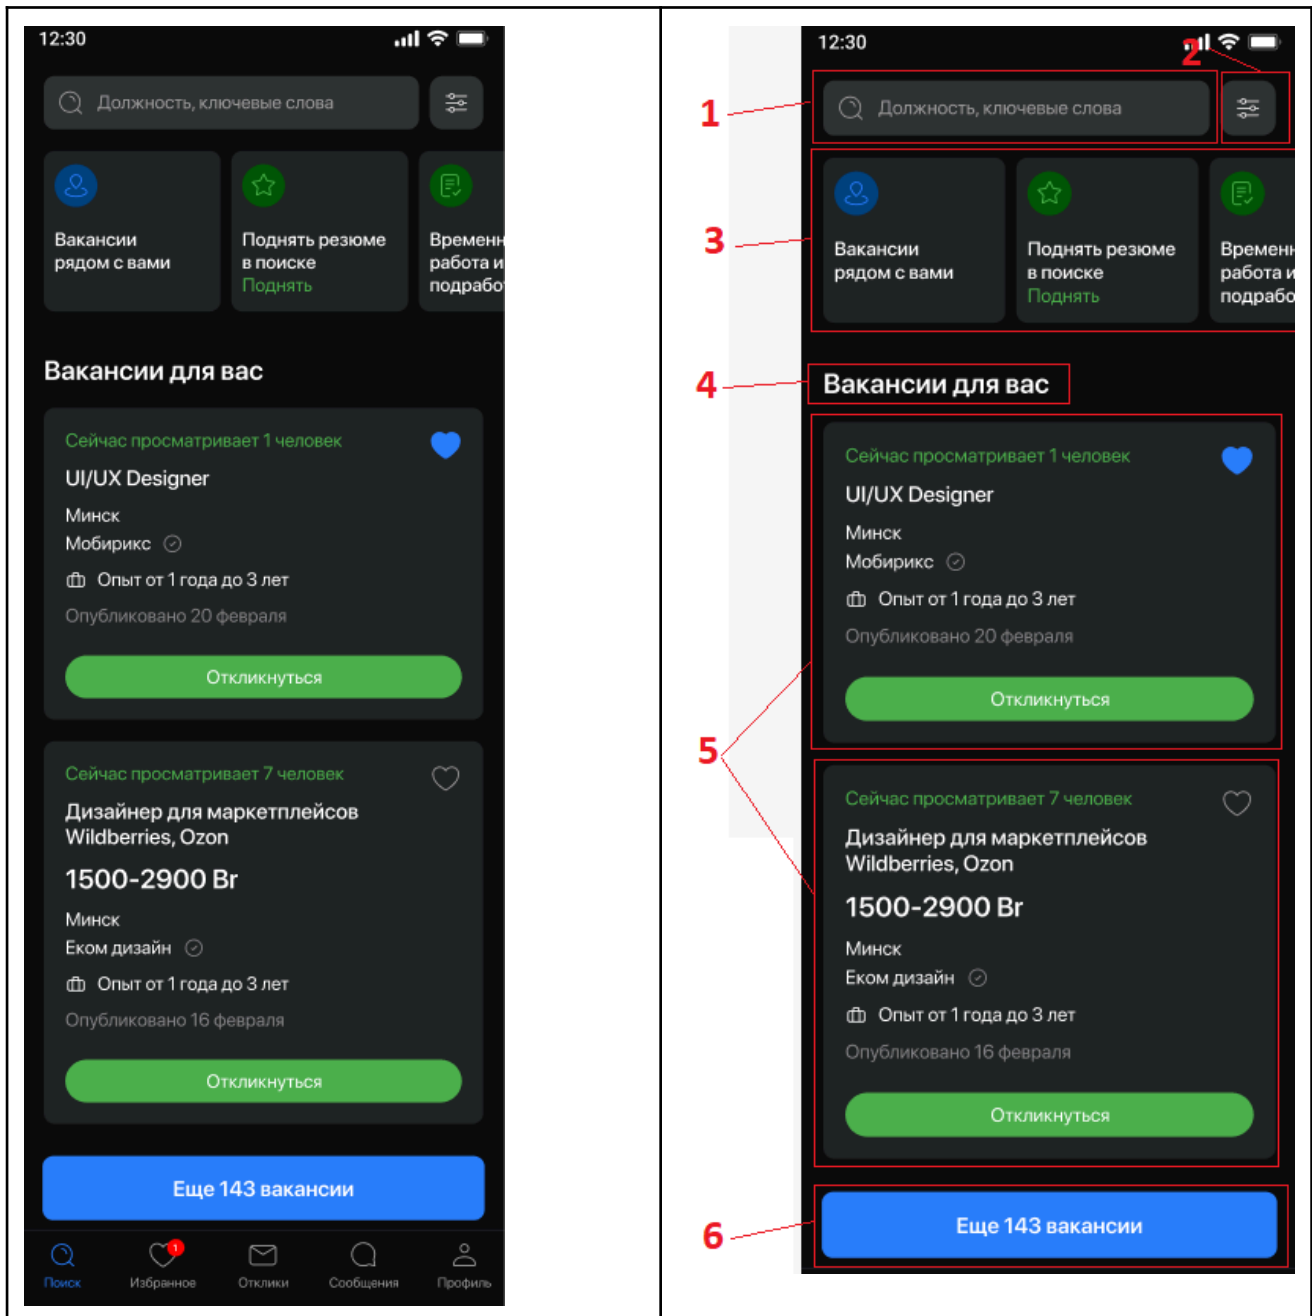 12:30
Должность, ключевые слова
Вакансии
рядом с вами
Поднять резюме
в поиске
Поднять
Времен
работа и
подрабо
Вакансии для вас
Сейчас просматривает 1 человек
UI/UX Designer
Минск
Мобирикс
Опыт от 1 года до 3 лет
Опубликовано 20 февраля
Откликнуться
Сейчас просматривает 7 человек
Дизайнер для маркетплейсов
Wildberries, Ozon
1500-2900 Br
Минск
Еком дизайн
Опыт от 1 года до 3 лет
Опубликовано 16 февраля
Откликнуться
Еще 143 вакансии
1
Поиск
Избранное
Отклики
Сообщения
Профиль
12:30
2
1
Должность, ключевые слова
3
Вакансии
рядом с вами
Поднять резюме
в поиске
Поднять
Времен
работа и
подрабо
4
Вакансии для вас
5
Сейчас просматривает 1 человек
UI/UX Designer
Минск
Мобирикс
Опыт от 1 года до 3 лет
Опубликовано 20 февраля
Откликнуться
Сейчас просматривает 7 человек
Дизайнер для маркетплейсов
Wildberries, Ozon
1500-2900 Br
Минск
Еком дизайн
Опыт от 1 года до 3 лет
Опубликовано 16 февраля
Откликнуться
6
Еще 143 вакансии